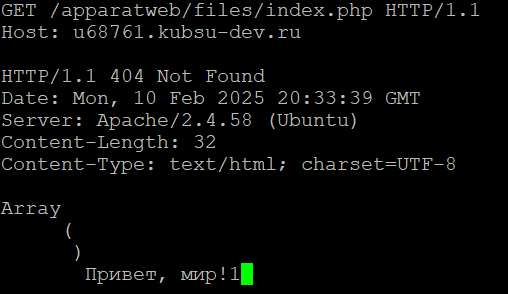 GET /apparatweb/files/index.php HTTP/1.1
Host: u68761.kubsu-dev.ru

HTTP/1.1 404 Not Found
Date: Mon, 10 Feb 2025 20:33:39 GMT
Server: Apache/2.4.58 (Ubuntu)
Content-Length: 32
Content-Type: text/html; charset=UTF-8

Array
(
)
Привет, мир!1